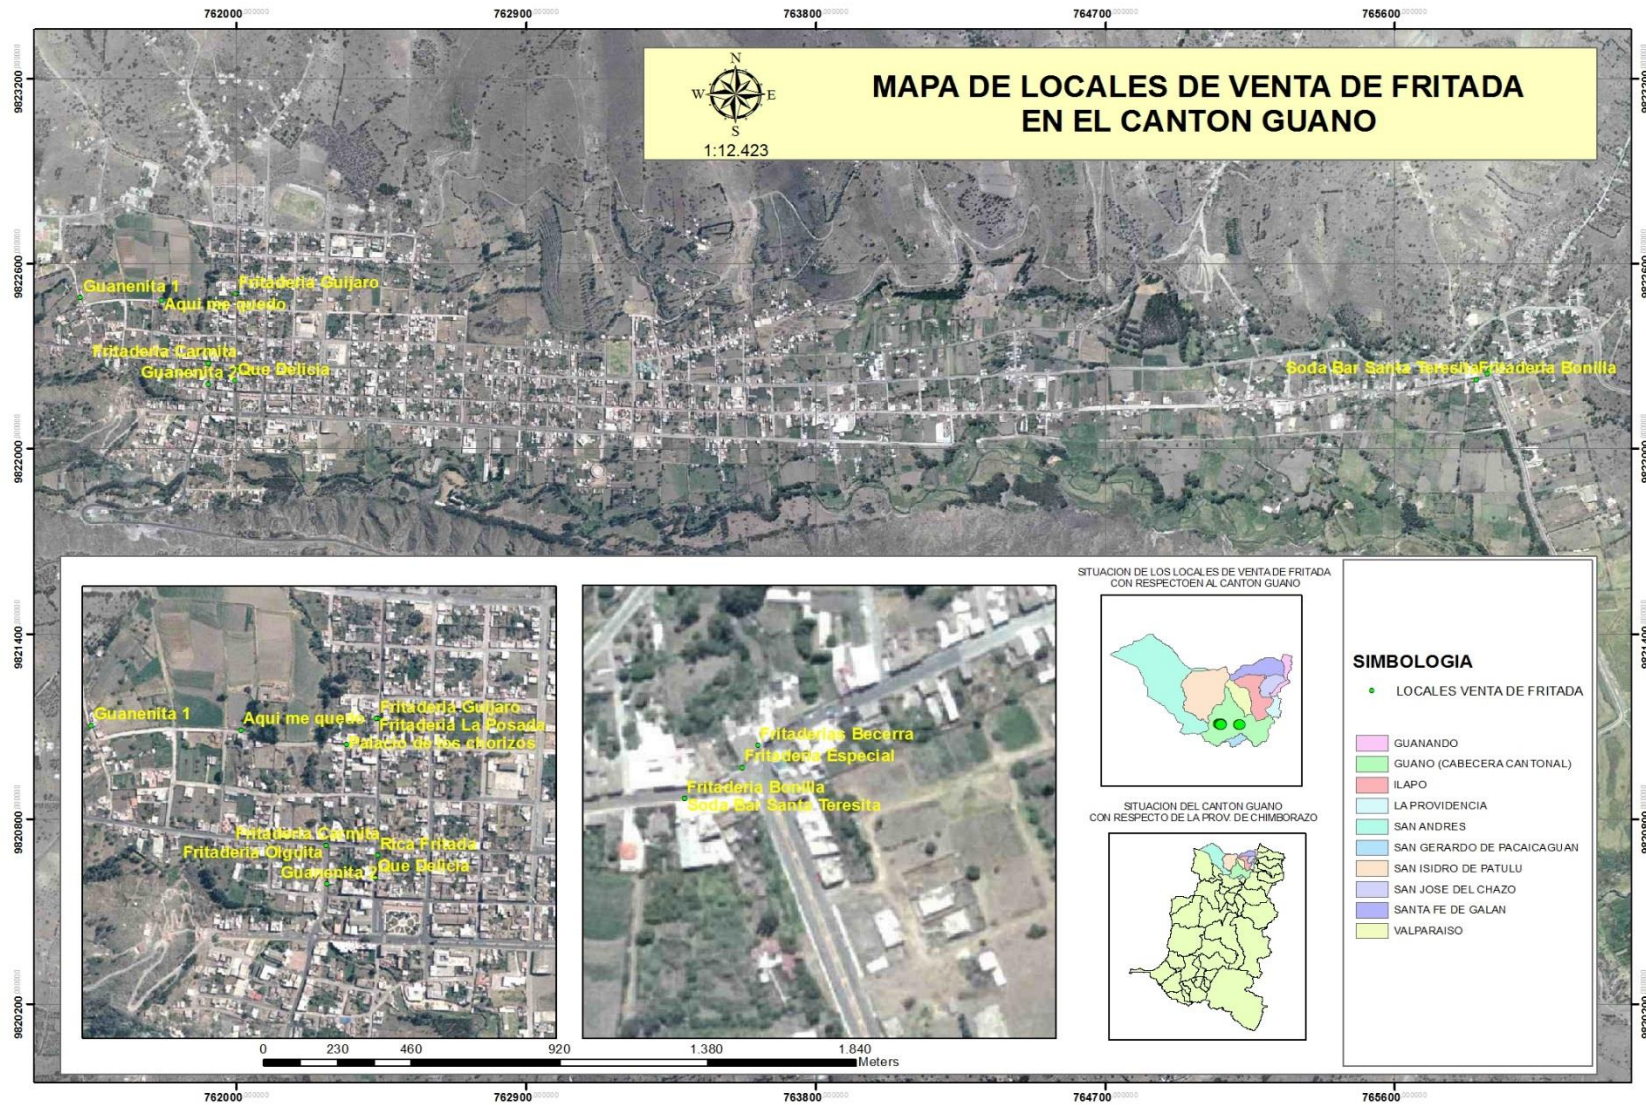 762000
762900
763800
764700
765600
N
W E
S
1:12.423
MAPA DE LOCALES DE VENTA DE FRITADA
EN EL CANTON GUANO
9823200
9823200
9822600
9822600
9822000
9822000
9821400
9821400
9820800
9820800
9820200
9820200
Guanenita 1
Fritaderia Guijaro
Aqui me quedo
Fritaderia Carmita
Guanenita 2
Que Delicia
Soda Bar Santa Teresita
Fritaderia Bonilla
Guanenita 1
Aqui me quedo
Fritaderia Guijaro
Fritaderia La Posada
Palacio de los chorizos
Fritaderia Carmita
Fritaderia Olguita
Rica Fritada
Que Delicia
Guanenita 2
Fritaderias Becerra
Fritaderia Especial
Fritaderia Bonilla
Soda Bar Santa Teresita
SITUACION DE LOS LOCALES DE VENTA DE FRITADA
CON RESPECTOEN AL CANTON GUANO
SITUACION DEL CANTON GUANO
CON RESPECTO DE LA PROV. DE CHIMBORAZO
SIMBOLOGIA
LOCALES VENTA DE FRITADA
GUANANDO
GUANO (CABECERA CANTONAL)
ILAPO
LA PROVIDENCIA
SAN ANDRES
SAN GERARDO DE PACAICAGUAN
SAN ISIDRO DE PATULU
SAN JOSE DEL CHAZO
SANTA FE DE GALAN
VALPARAISO
0 230 460 920 1.380 1.840
Meters
762000
762900
763800
764700
765600